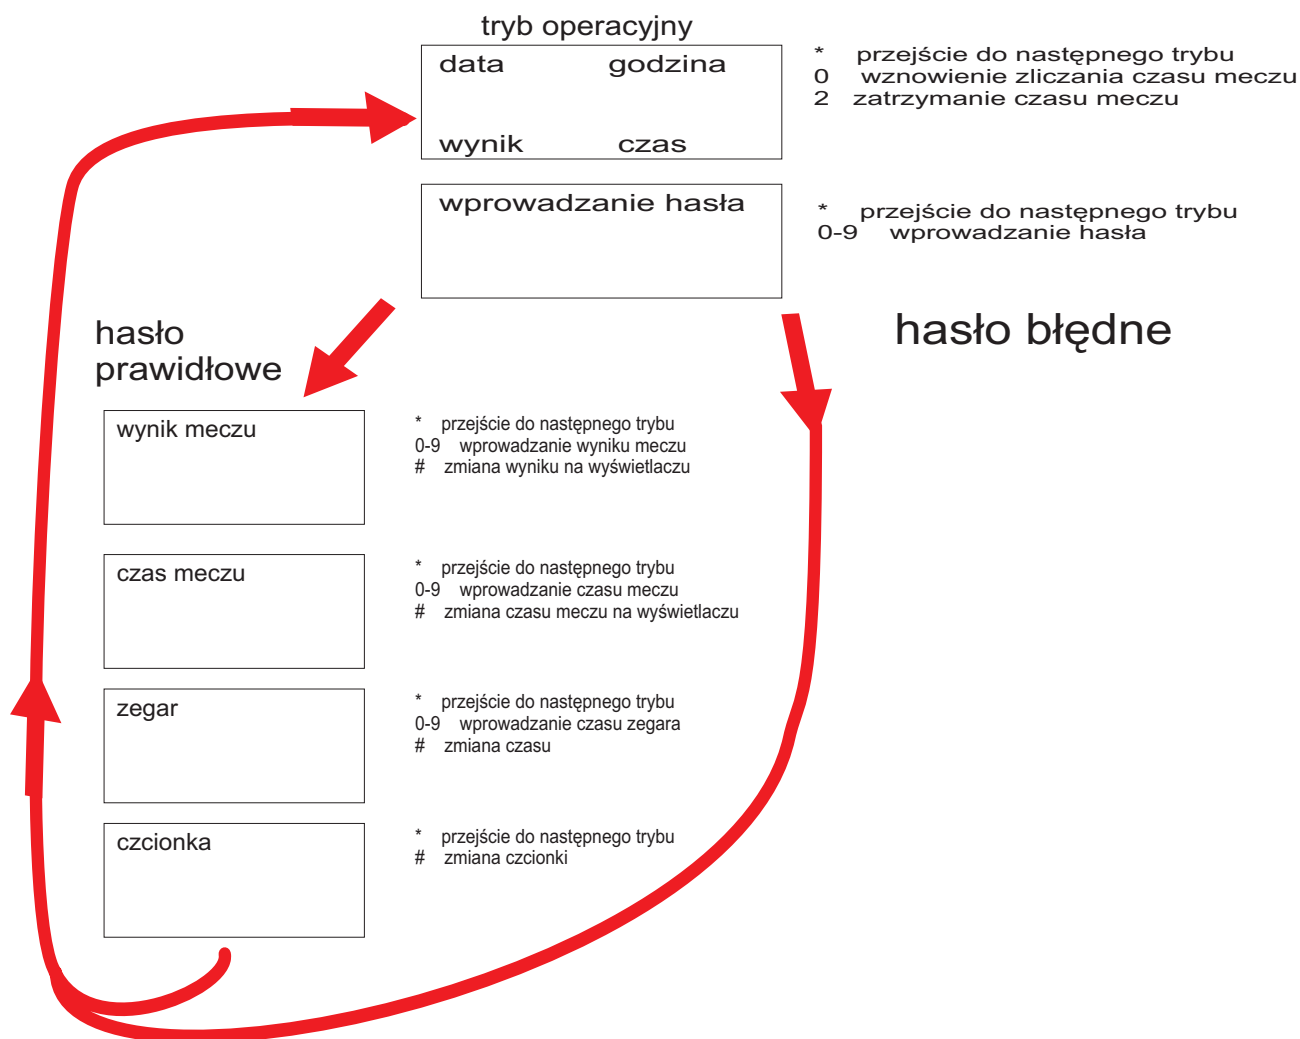 tryb operacyjny
data godzina
wynik czas
* przejście do następnego trybu
0 wznowienie zliczania czasu meczu
2 zatrzymanie czasu meczu
wprowadzanie hasła
* przejście do następnego trybu
0-9 wprowadzanie hasła
hasło
prawidłowe
hasło błędne
wynik meczu
* przejście do następnego trybu
0-9 wprowadzanie wyniku meczu
# zmiana wyniku na wyświetlaczu
czas meczu
* przejście do następnego trybu
0-9 wprowadzanie czasu meczu
# zmiana czasu meczu na wyświetlaczu
zegar
* przejście do następnego trybu
0-9 wprowadzanie czasu zegara
# zmiana czasu
czcionka
* przejście do następnego trybu
# zmiana czcionki